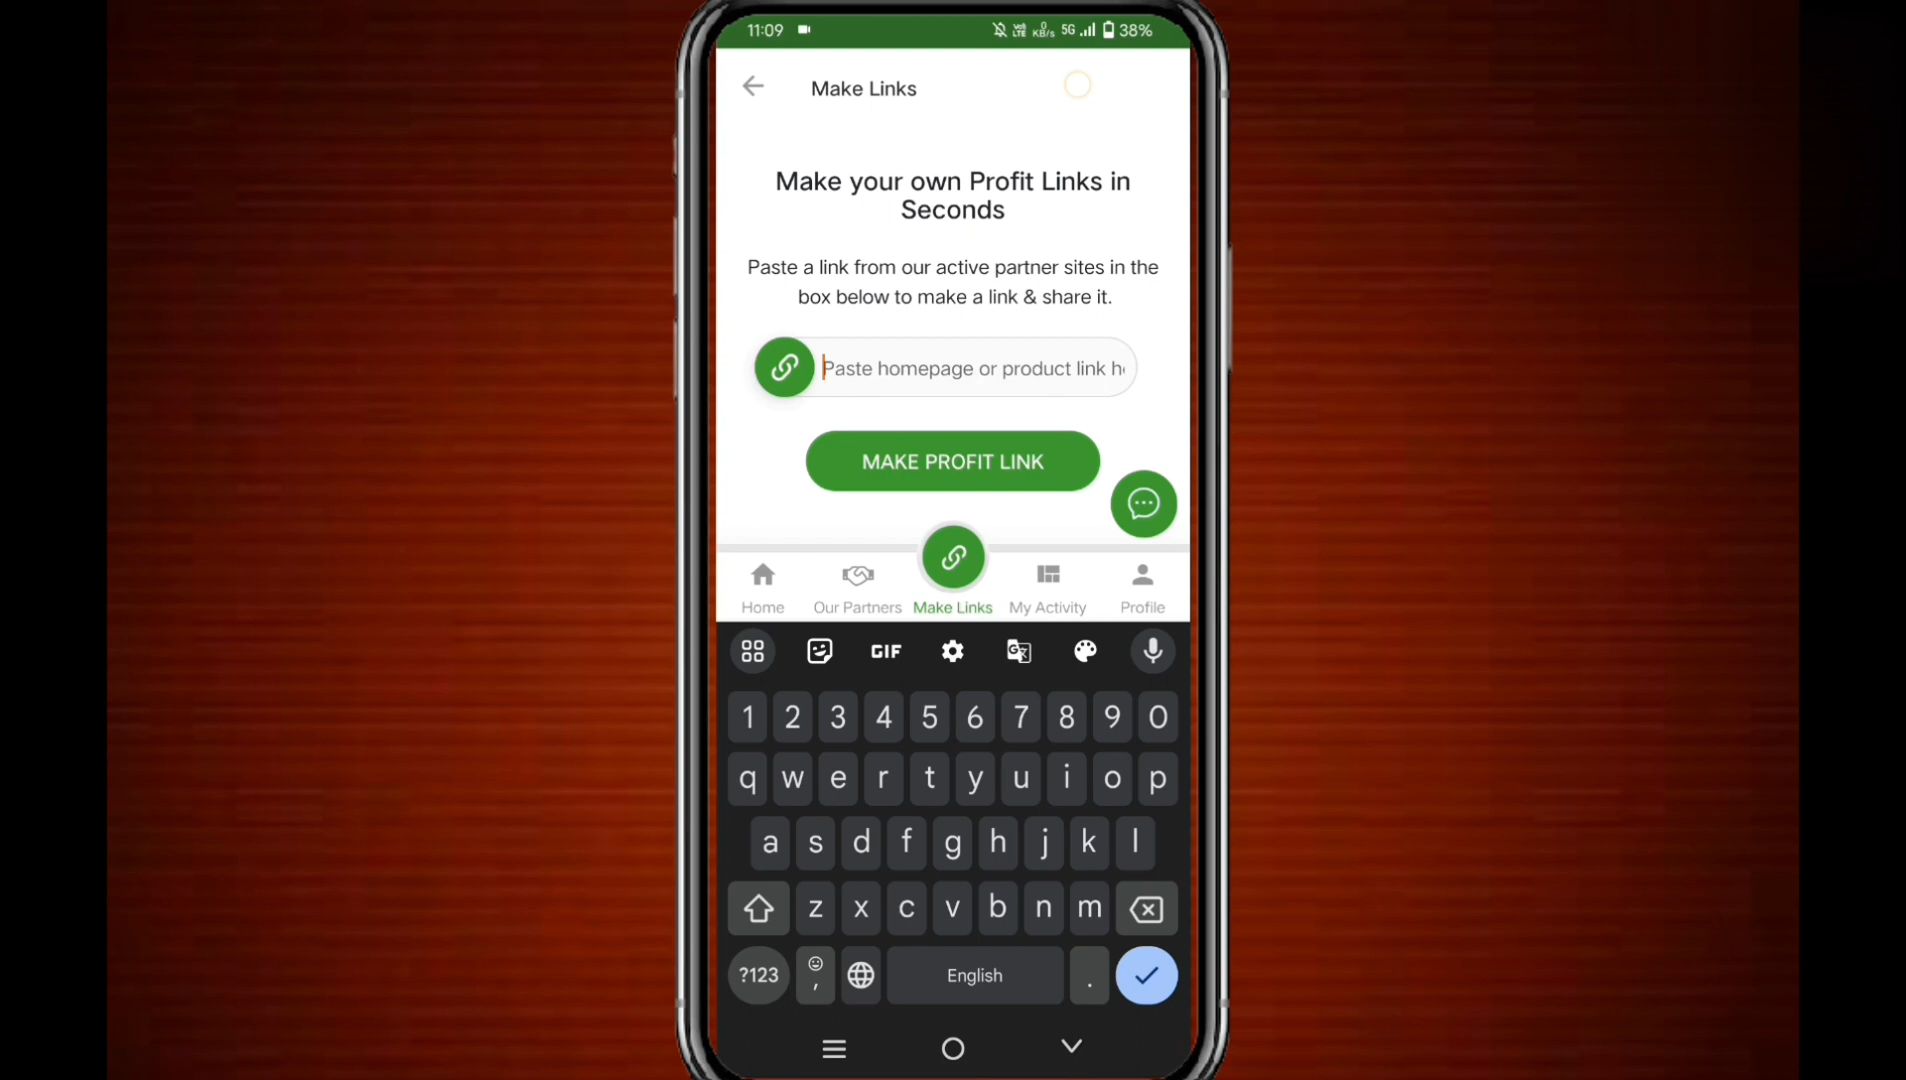 11:09 VoLTE 0 KB/s 5G 38%
Make Links
Make your own Profit Links in
Seconds
Paste a link from our active partner sites in the
box below to make a link & share it.
Paste homepage or product link h
MAKE PROFIT LINK
Home Our Partners Make Links My Activity Profile
GIF
1 2 3 4 5 6 7 8 9 0
q w e r t y u i o p
a s d f g h j k l
z x c v b n m
?123 , English .